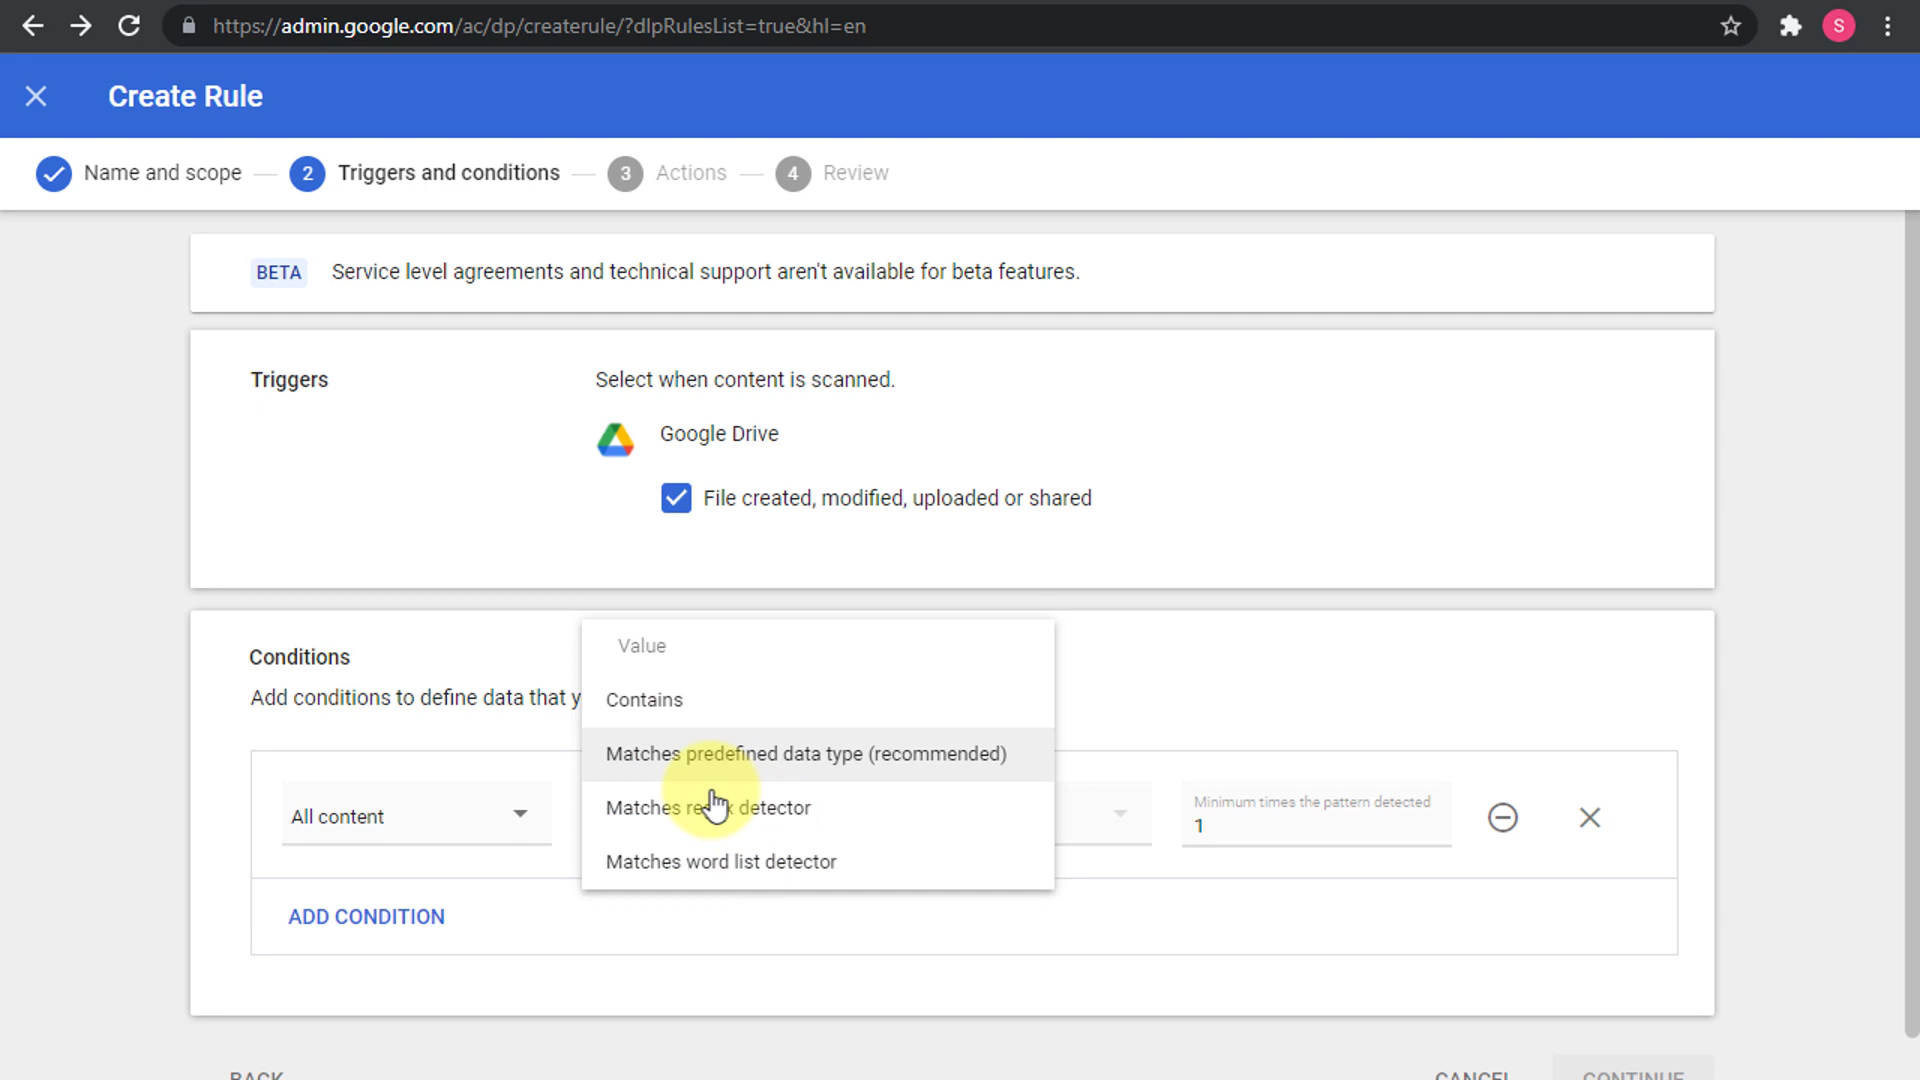 https://admin.google.com/ac/dp/createrule/?dlpRulesList=true&hl=en
S
Create Rule
Name and scope
2 Triggers and conditions
3 Actions
4 Review
BETA Service level agreements and technical support aren't available for beta features.
Triggers
Select when content is scanned.
Google Drive
File created, modified, uploaded or shared
Conditions
Add conditions to define data that y
Value
Contains
Matches predefined data type (recommended)
Matches regex detector
Matches word list detector
All content
Minimum times the pattern detected
1
ADD CONDITION
BACK
CANCEL
CONTINUE